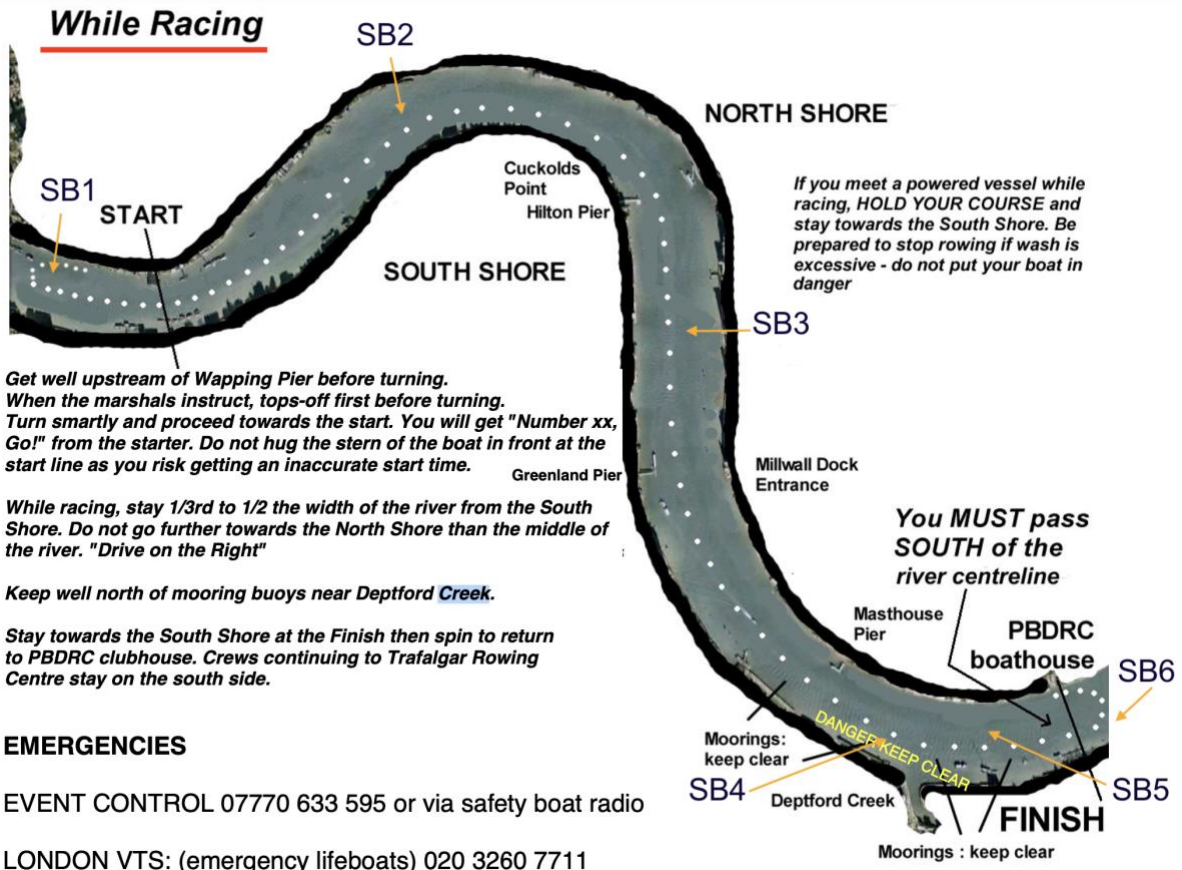 While Racing
SB2
NORTH SHORE
Cuckolds
Point
Hilton Pier
If you meet a powered vessel while
racing, HOLD YOUR COURSE and
stay towards the South Shore. Be
prepared to stop rowing if wash is
excessive - do not put your boat in
danger
SB1
START
SOUTH SHORE
SB3
Get well upstream of Wapping Pier before turning.
When the marshals instruct, tops-off first before turning.
Turn smartly and proceed towards the start. You will get "Number xx,
Go!" from the starter. Do not hug the stern of the boat in front at the
start line as you risk getting an inaccurate start time.
Greenland Pier
Millwall Dock
Entrance
While racing, stay 1/3rd to 1/2 the width of the river from the South
Shore. Do not go further towards the North Shore than the middle of
the river. "Drive on the Right"
Keep well north of mooring buoys near Deptford Creek.
Stay towards the South Shore at the Finish then spin to return
to PBDRC clubhouse. Crews continuing to Trafalgar Rowing
Centre stay on the south side.
You MUST pass
SOUTH of the
river centreline
Masthouse
Pier
PBDRC
boathouse
SB6
DANGER KEEP CLEAR
Moorings:
keep clear
SB4
Deptford Creek
SB5
FINISH
Moorings : keep clear
EMERGENCIES
EVENT CONTROL 07770 633 595 or via safety boat radio
LONDON VTS: (emergency lifeboats) 020 3260 7711